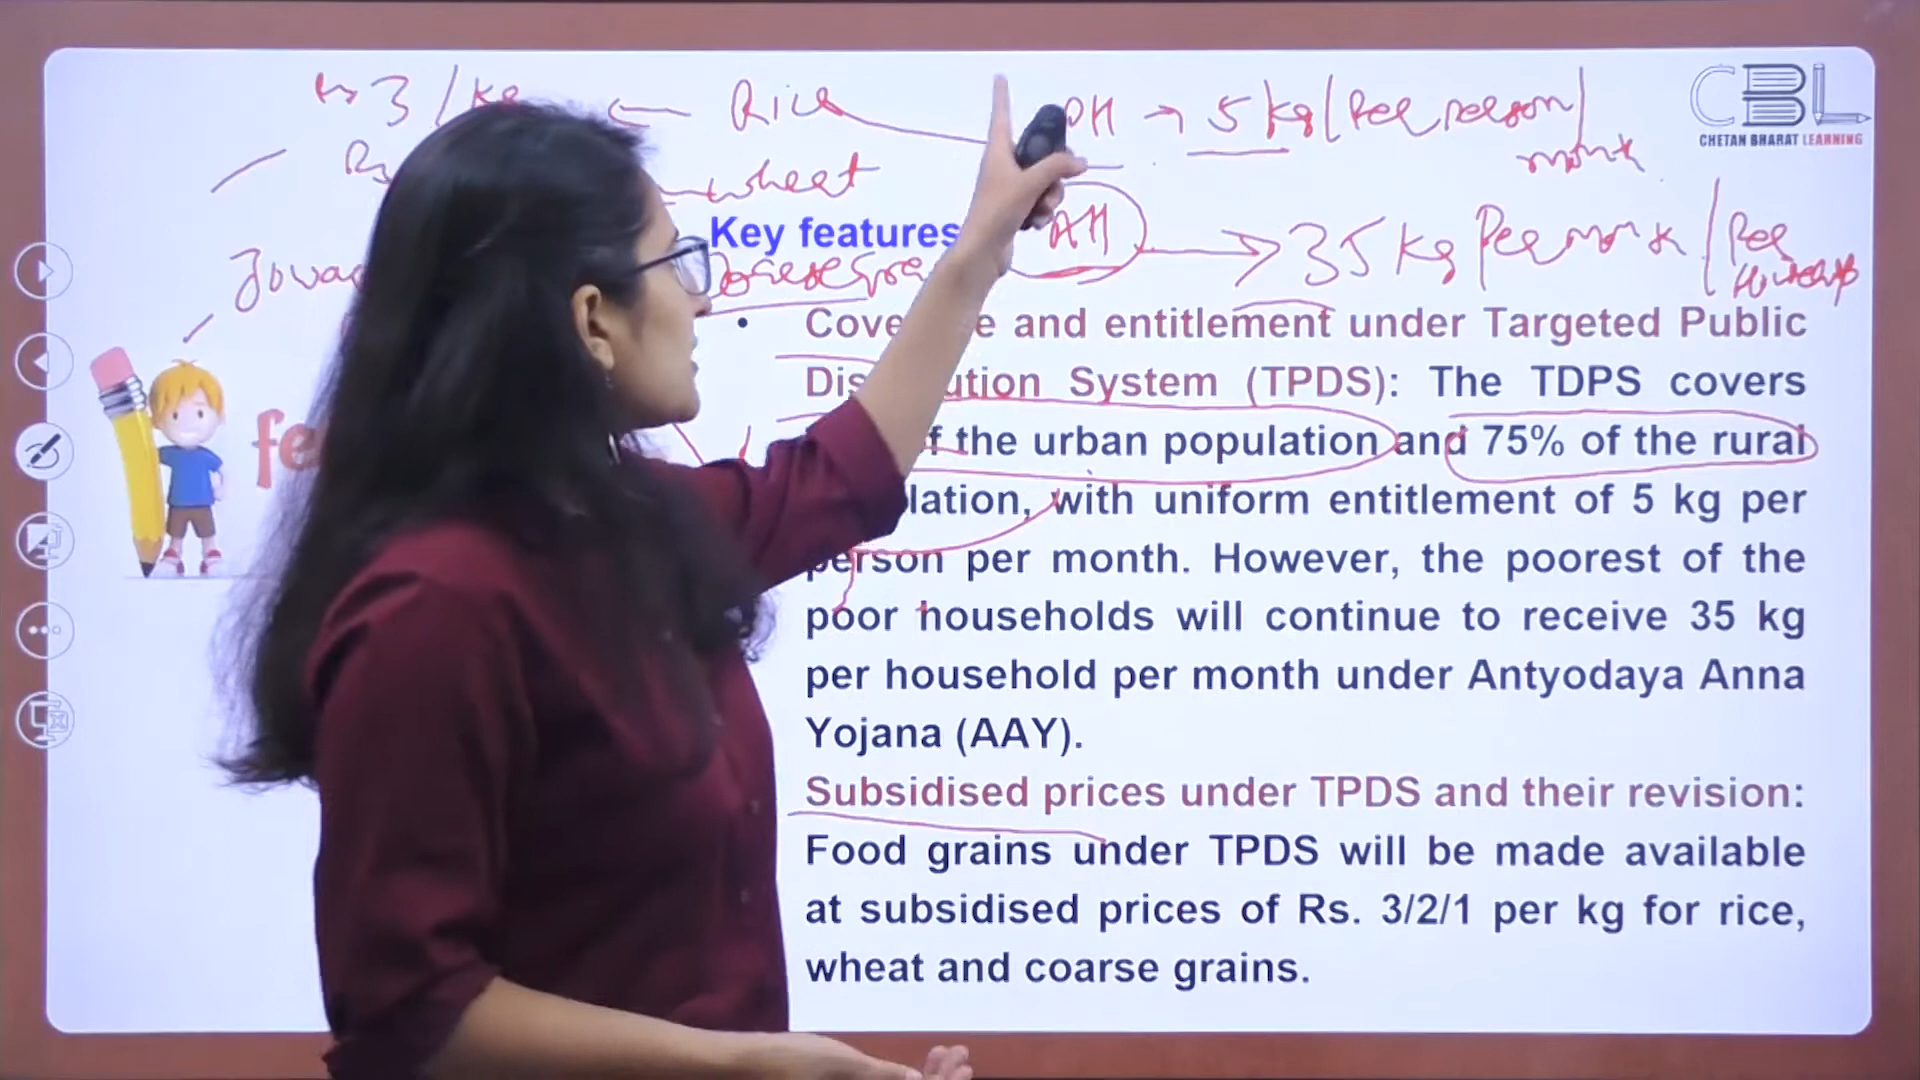 Rs 3 / kg ← Rice
PH → 5 kg / Per person /
month
CBL
CHETAN BHARAT LEARNING
Rs
wheat
Key features
AH → 35 kg Per month / Per
Household
and entitlement under Targeted Public
System (TPDS): The TDPS covers
the urban population and 75% of the rural
with uniform entitlement of 5 kg per
person per month. However, the poorest of the
poor households will continue to receive 35 kg
per household per month under Antyodaya Anna
Yojana (AAY).
Subsidised prices under TPDS and their revision:
Food grains under TPDS will be made available
at subsidised prices of Rs. 3/2/1 per kg for rice,
wheat and coarse grains.